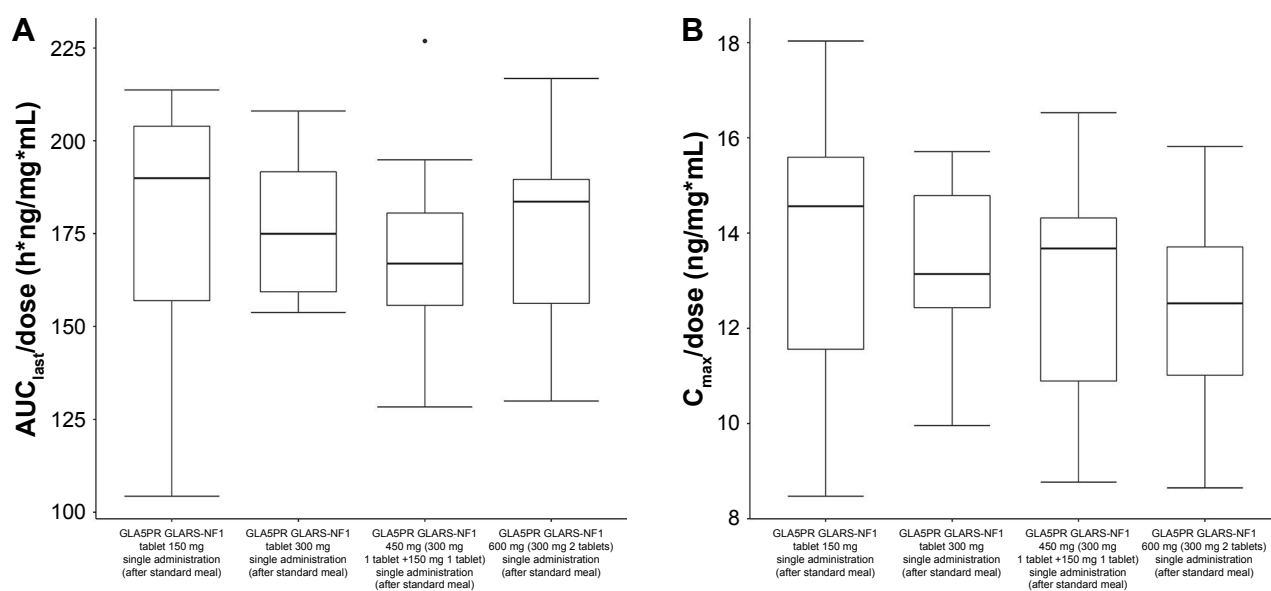 A
AUClast/dose (h*ng/mg*mL)
225
200
175
150
125
100
GLA5PR GLARS-NF1
tablet 150 mg
single administration
(after standard meal)
GLA5PR GLARS-NF1
tablet 300 mg
single administration
(after standard meal)
GLA5PR GLARS-NF1
450 mg (300 mg
1 tablet +150 mg 1 tablet)
single administration
(after standard meal)
GLA5PR GLARS-NF1
600 mg (300 mg 2 tablets)
single administration
(after standard meal)
B
Cmax/dose (ng/mg*mL)
18
16
14
12
10
8
GLA5PR GLARS-NF1
tablet 150 mg
single administration
(after standard meal)
GLA5PR GLARS-NF1
tablet 300 mg
single administration
(after standard meal)
GLA5PR GLARS-NF1
450 mg (300 mg
1 tablet +150 mg 1 tablet)
single administration
(after standard meal)
GLA5PR GLARS-NF1
600 mg (300 mg 2 tablets)
single administration
(after standard meal)